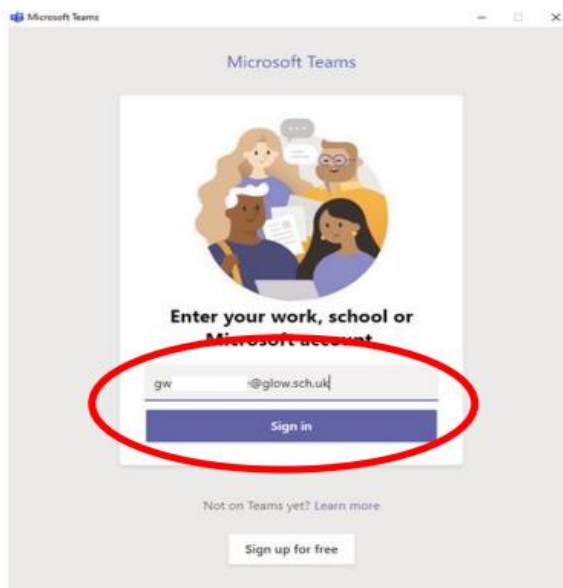 Microsoft Teams
Microsoft Teams
Enter your work, school or
Microsoft account
gw @glow.sch.uk
Sign in
Not on Teams yet? Learn more
Sign up for free